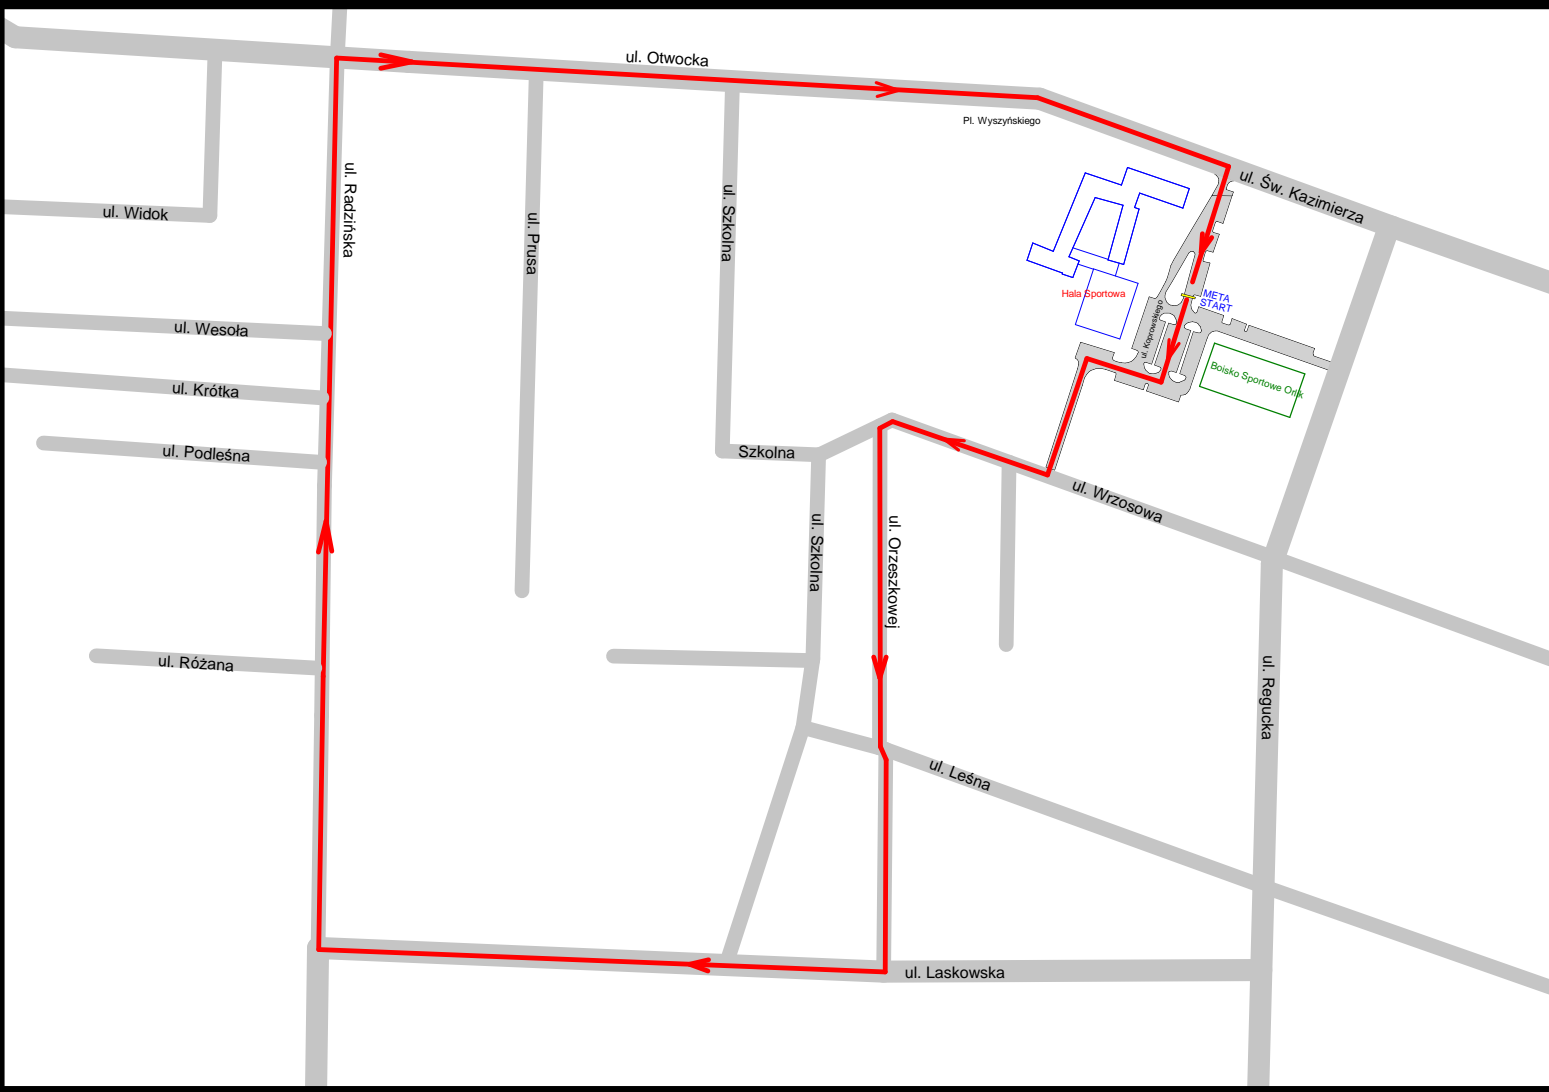 ul. Otwocka
Pl. Wyszyńskiego
ul. Św. Kazimierza
ul. Radzińska
ul. Widok
ul. Prusa
ul. Szkolna
Hala Sportowa
META
START
ul. Koprowskiego
ul. Wesoła
ul. Krótka
Boisko Sportowe Orlik
ul. Podleśna
Szkolna
ul. Wrzosowa
ul. Szkolna
ul. Orzeszkowej
ul. Różana
ul. Regucka
ul. Leśna
ul. Laskowska